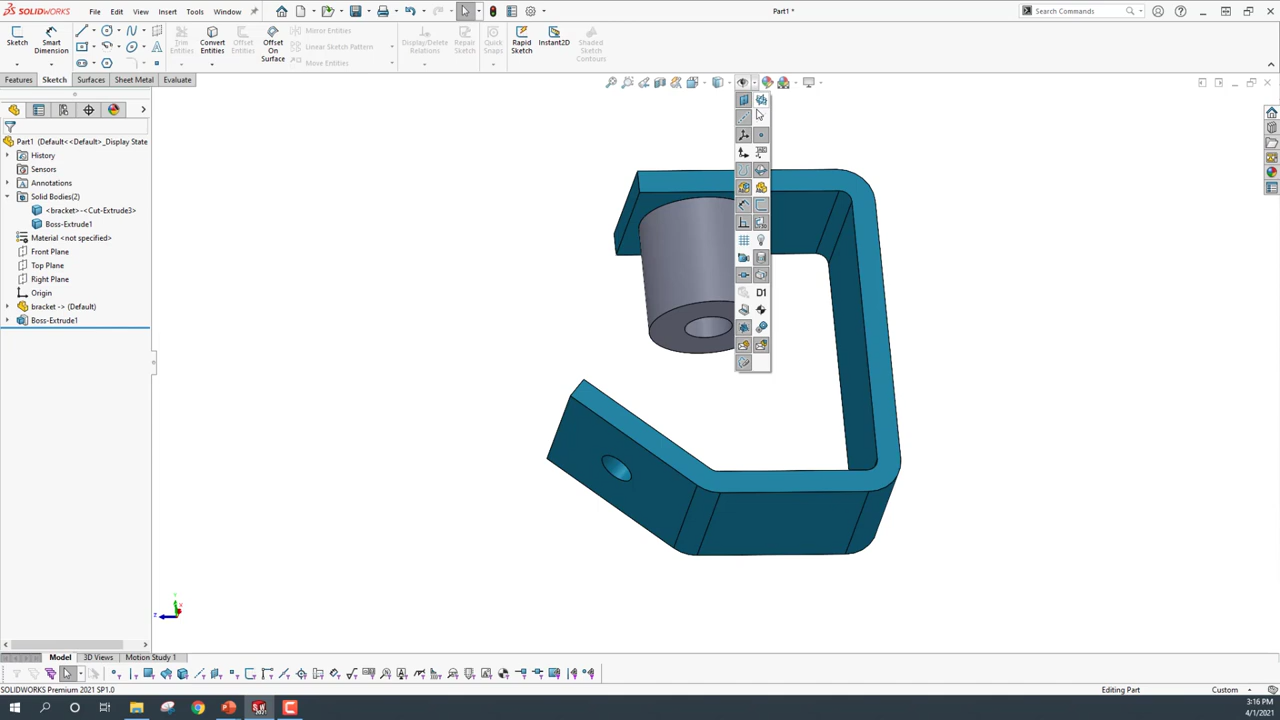 SOLIDWORKS File Edit View Insert Tools Window Part1 * Search Commands
Sketch Smart Dimension Trim Entities Convert Entities Offset Entities Offset On Surface Mirror Entities Linear Sketch Pattern Move Entities Display/Delete Relations Repair Sketch Quick Snaps Rapid Sketch Instant2D Shaded Sketch Contours
Features Sketch Surfaces Sheet Metal Evaluate
Part1 (Default<<Default>_Display State
History
Sensors
Annotations
Solid Bodies(2)
<bracket>-<Cut-Extrude3>
Boss-Extrude1
Material <not specified>
Front Plane
Top Plane
Right Plane
Origin
bracket -> (Default)
Boss-Extrude1
D1
Y
X
Z
Model 3D Views Motion Study 1
SOLIDWORKS Premium 2021 SP1.0 Editing Part Custom
3:16 PM
4/1/2021